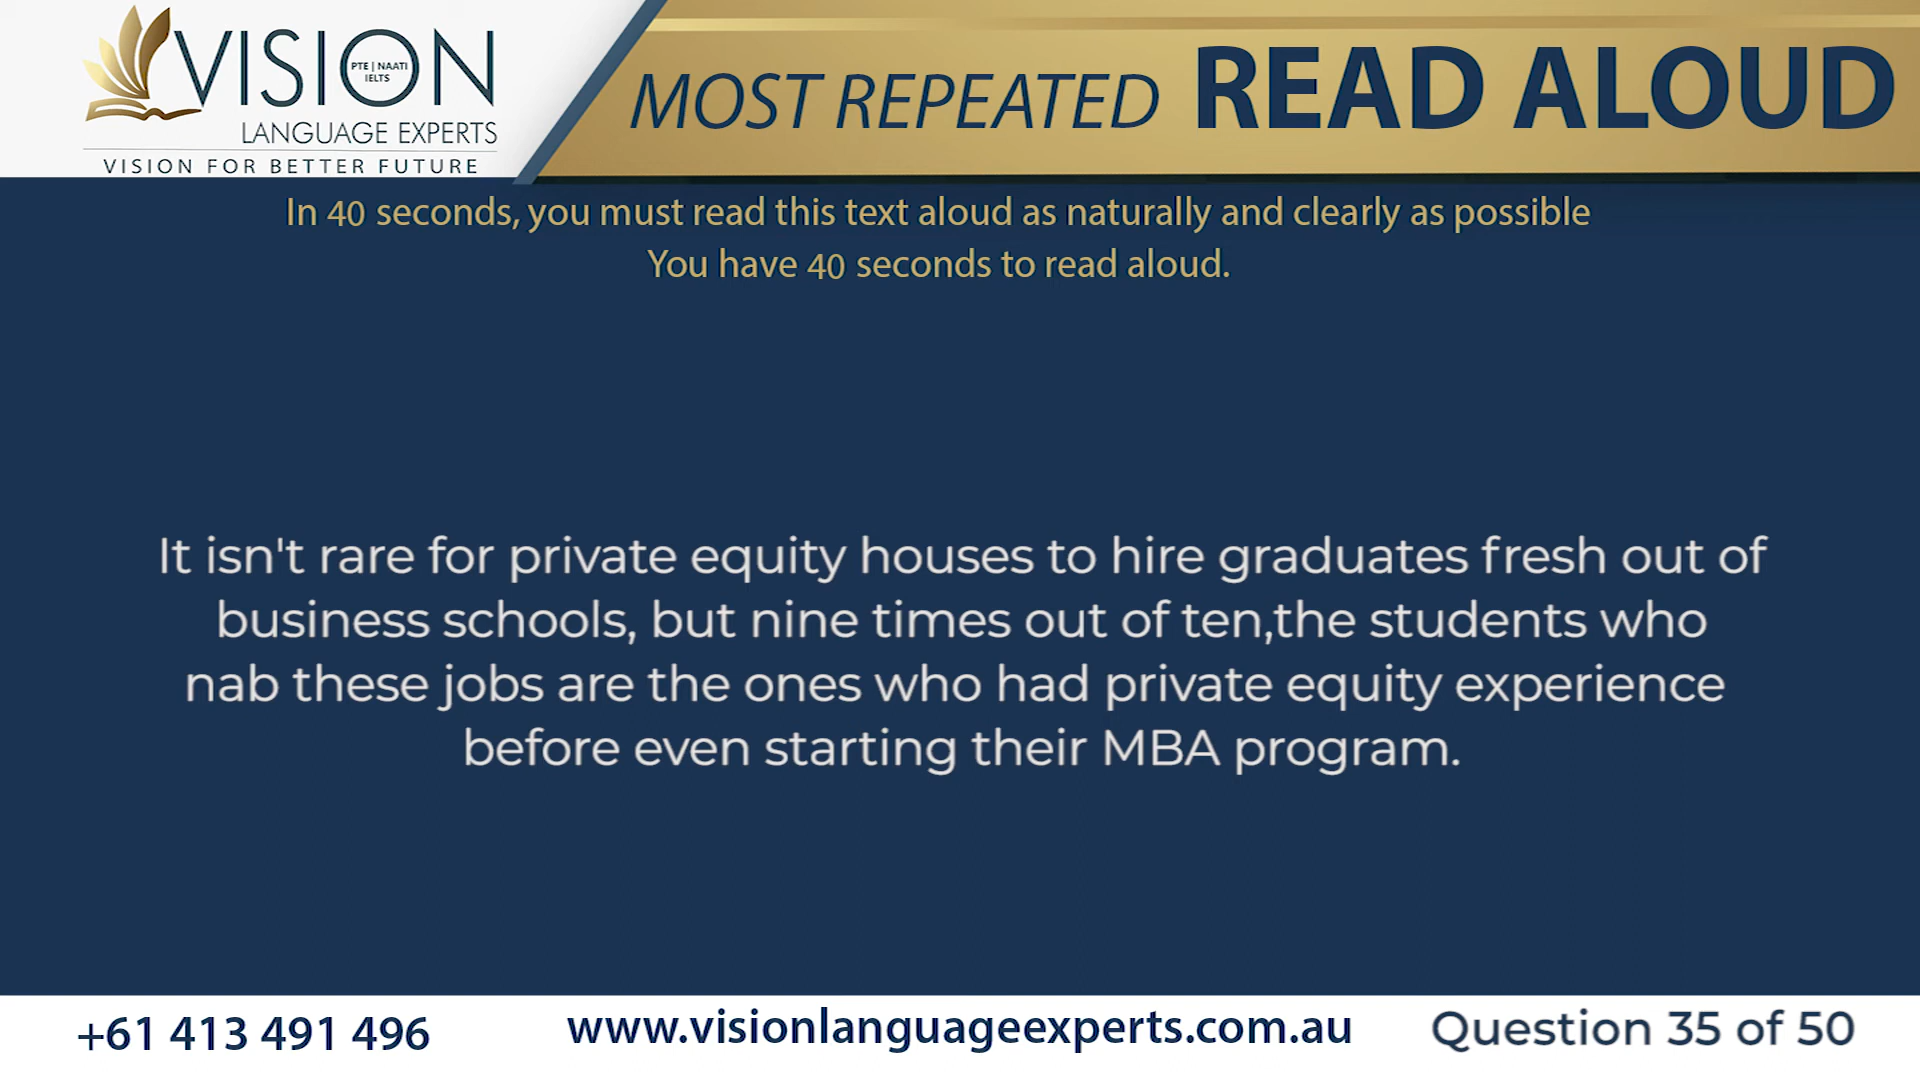 VISION
PTE | NAATI
IELTS
LANGUAGE EXPERTS
VISION FOR BETTER FUTURE
MOST REPEATED READ ALOUD
In 40 seconds, you must read this text aloud as naturally and clearly as possible
You have 40 seconds to read aloud.
It isn't rare for private equity houses to hire graduates fresh out of
business schools, but nine times out of ten,the students who
nab these jobs are the ones who had private equity experience
before even starting their MBA program.
+61 413 491 496
www.visionlanguageexperts.com.au
Question 35 of 50